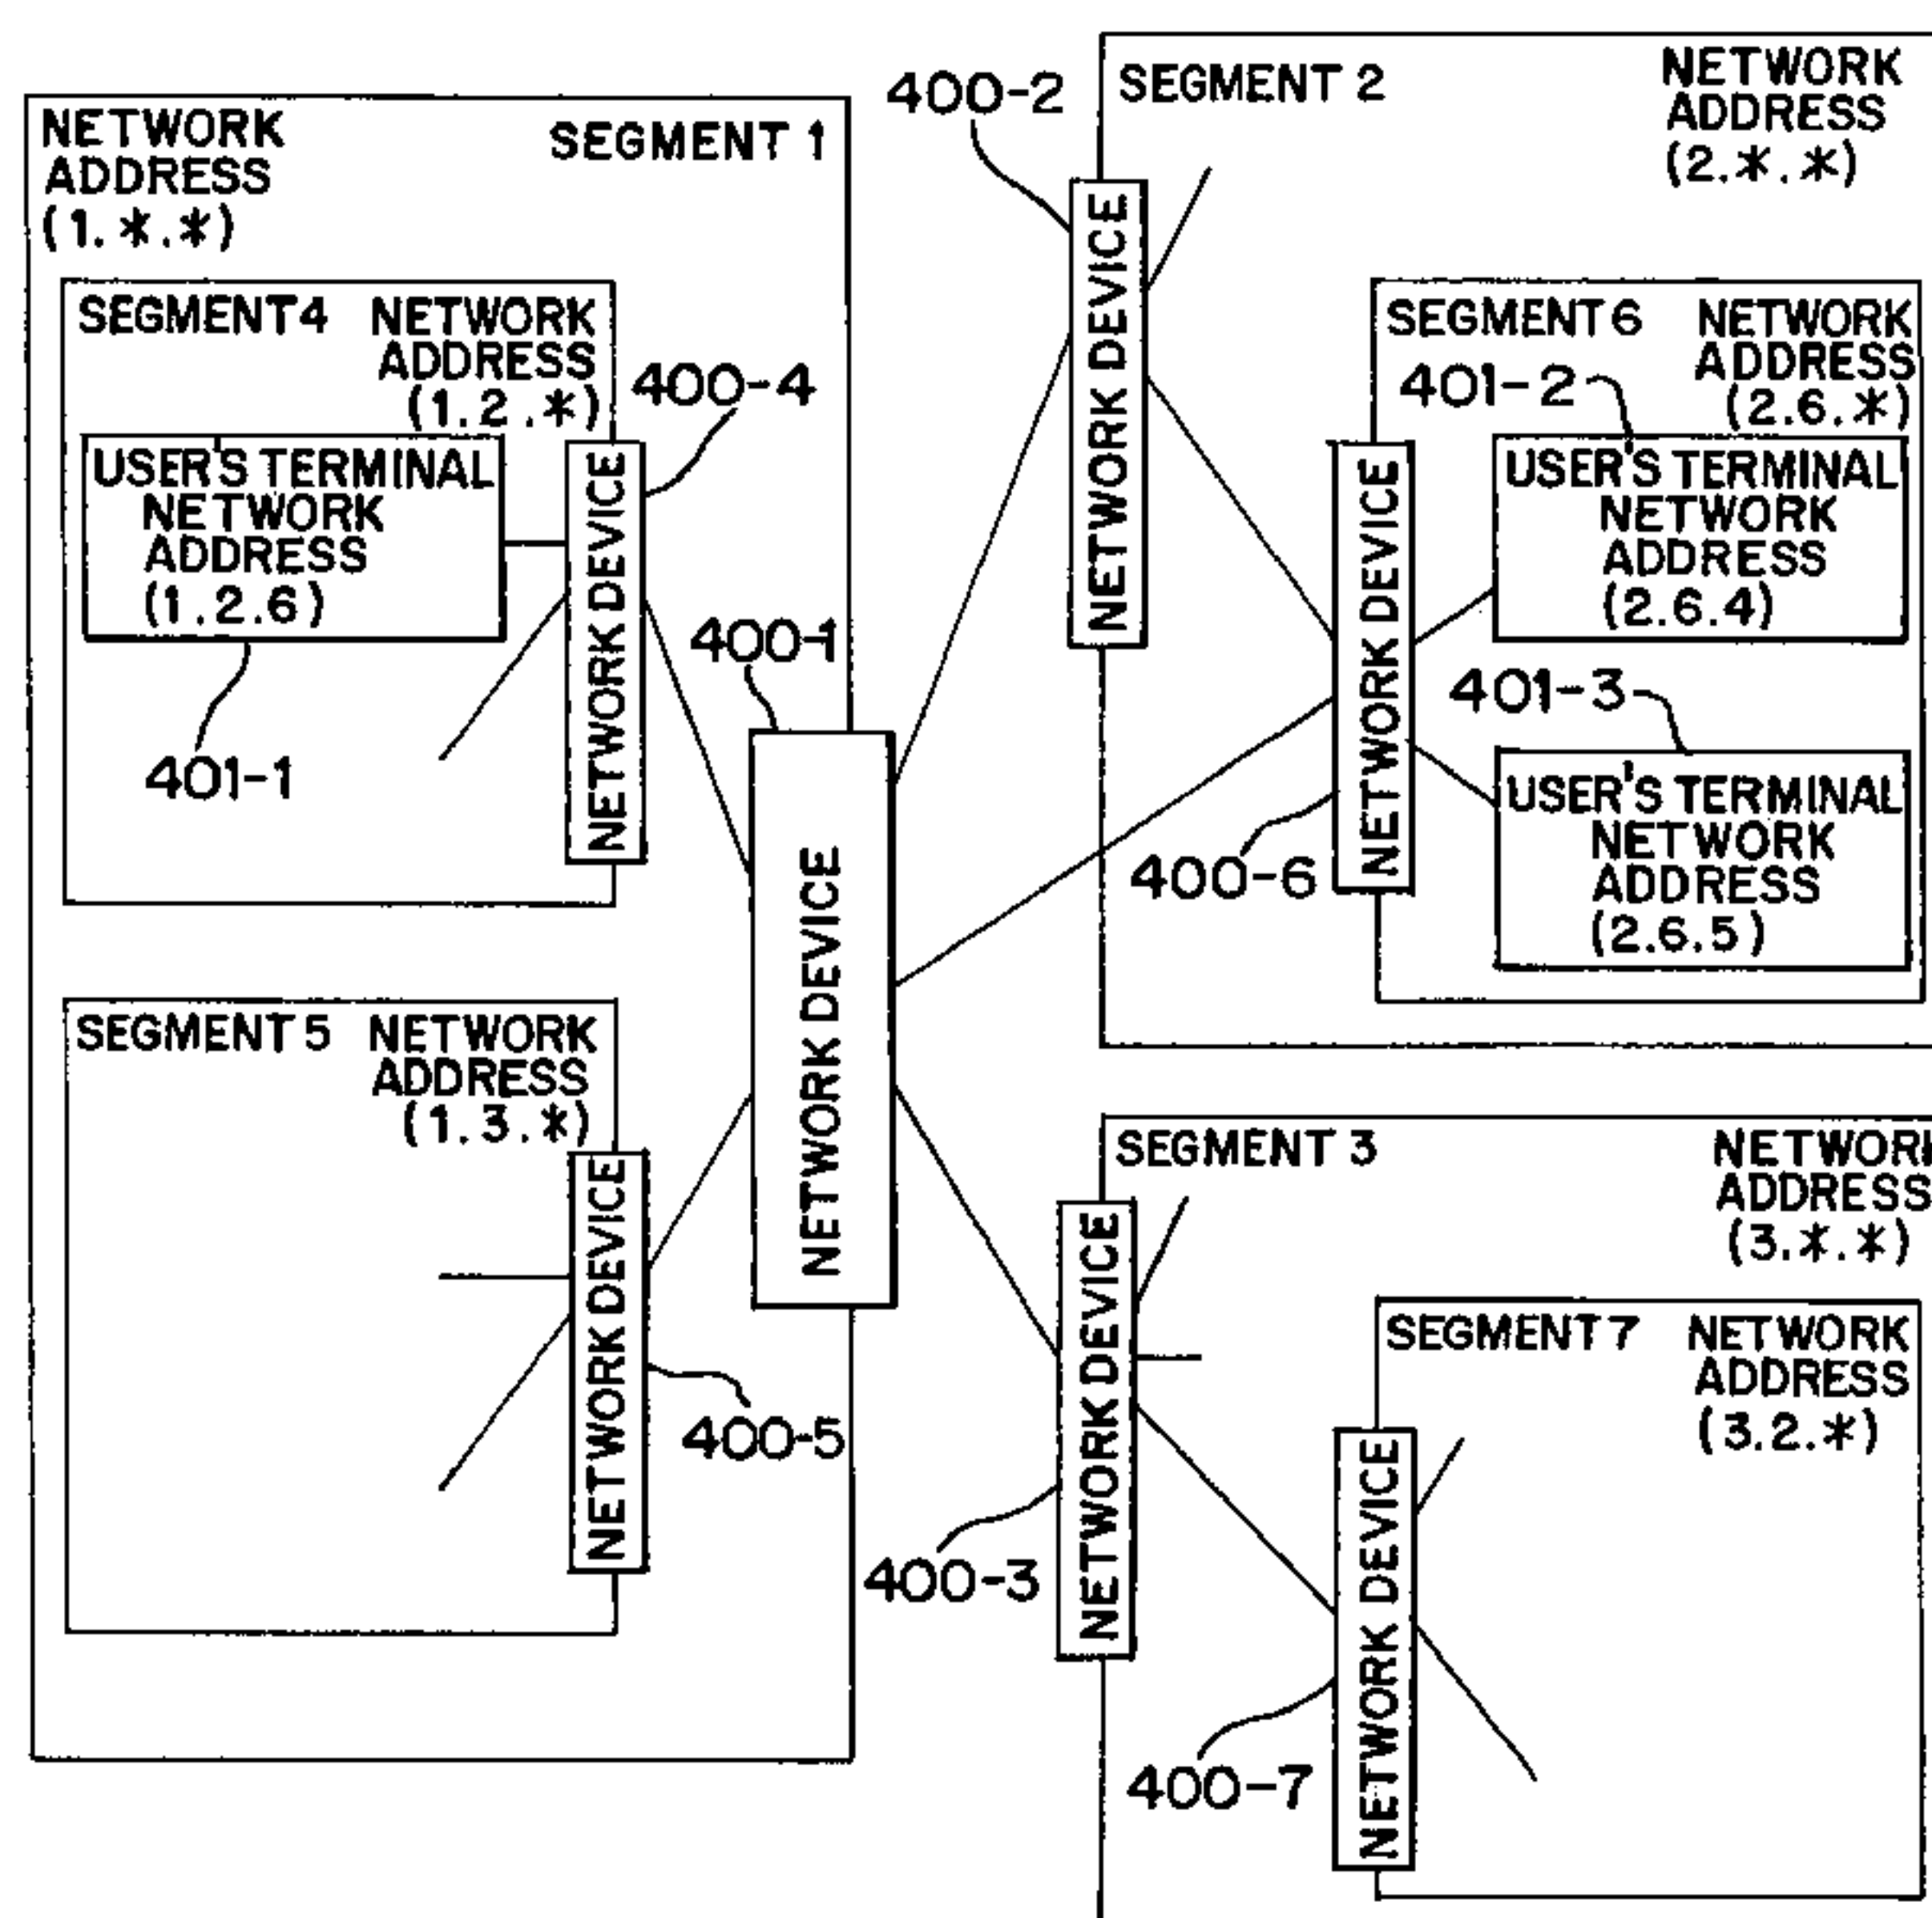 NETWORK
ADDRESS
(1.*.*)
SEGMENT 1
SEGMENT 4
NETWORK
ADDRESS
(1.2.*)
400-4
USER'S TERMINAL
NETWORK
ADDRESS
(1.2.6)
401-1
NETWORK DEVICE
400-1
NETWORK DEVICE
SEGMENT 5
NETWORK
ADDRESS
(1.3.*)
NETWORK DEVICE
400-5
400-2
SEGMENT 2
NETWORK
ADDRESS
(2.*.*)
NETWORK DEVICE
SEGMENT 6
NETWORK
ADDRESS
(2.6.*)
401-2
USER'S TERMINAL
NETWORK
ADDRESS
(2.6.4)
401-3
USER'S TERMINAL
NETWORK
ADDRESS
(2.6.5)
NETWORK DEVICE
400-6
SEGMENT 3
NETWORK
ADDRESS
(3.*.*)
NETWORK DEVICE
400-3
SEGMENT 7
NETWORK
ADDRESS
(3.2.*)
NETWORK DEVICE
400-7